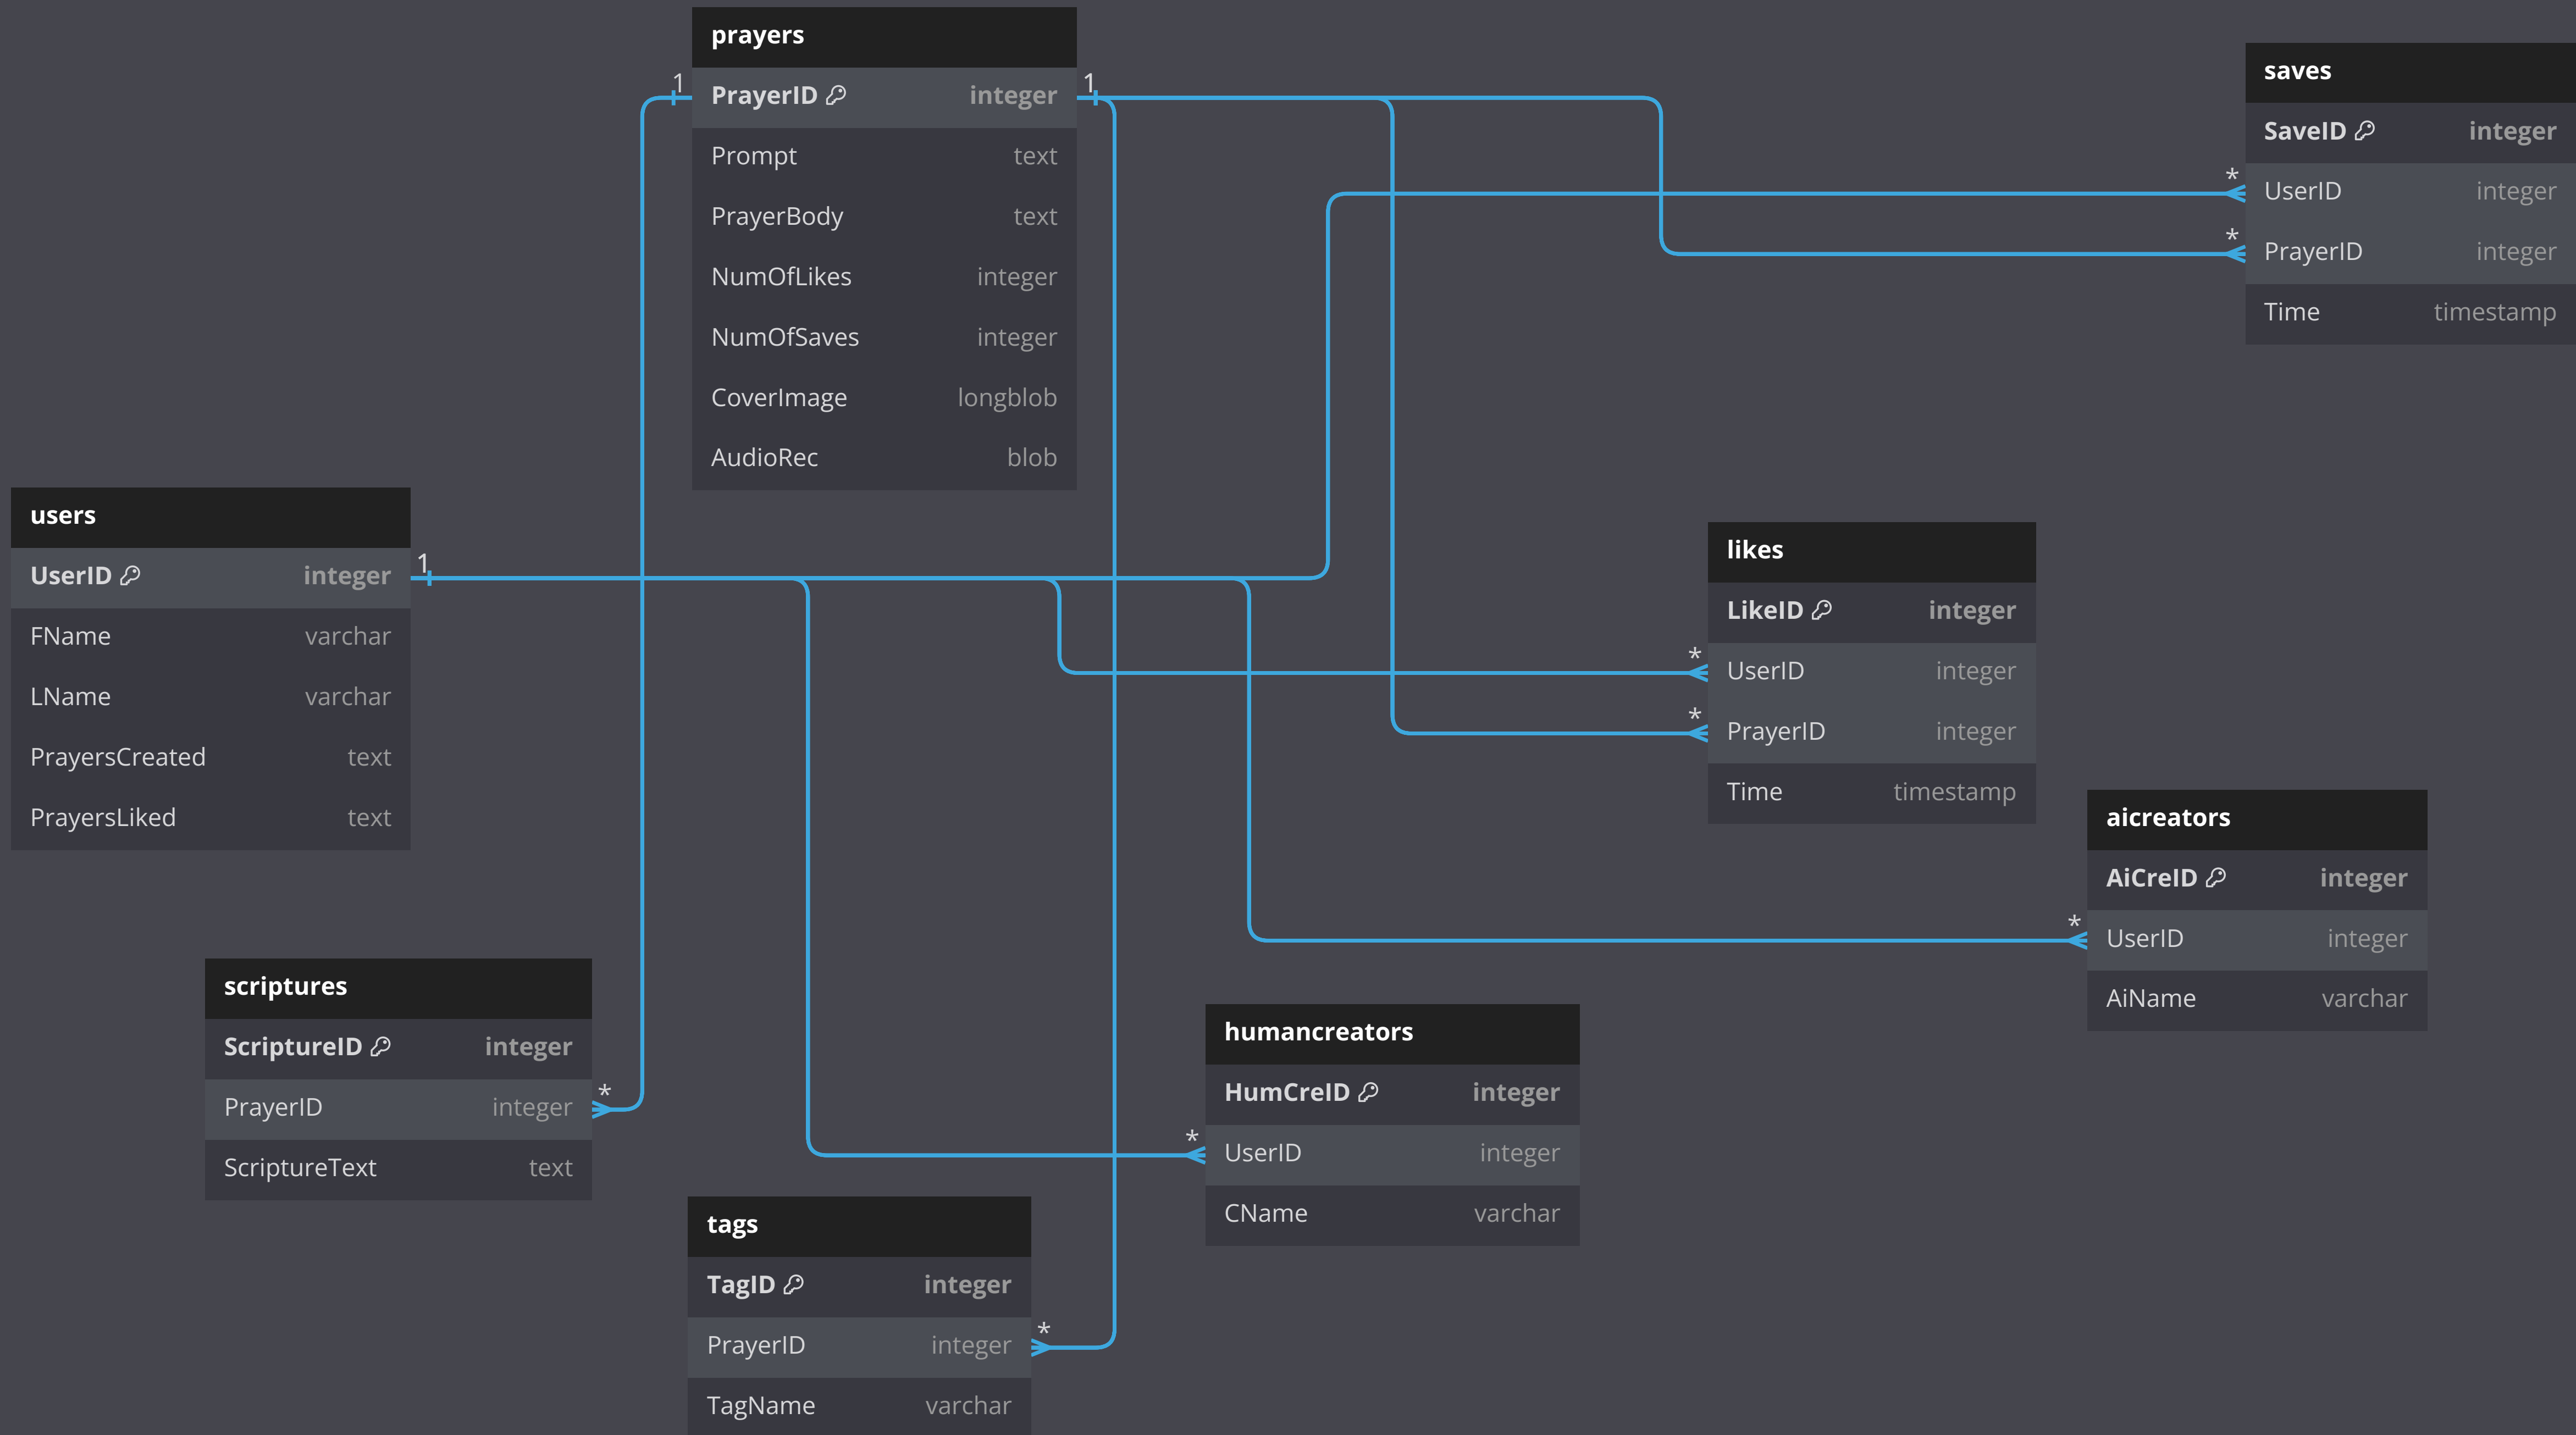 prayers
1 PrayerID integer 1
Prompt text
PrayerBody text
NumOfLikes integer
NumOfSaves integer
CoverImage longblob
AudioRec blob
saves
SaveID integer
* UserID integer
* PrayerID integer
Time timestamp
users
UserID integer 1
FName varchar
LName varchar
PrayersCreated text
PrayersLiked text
likes
LikeID integer
* UserID integer
* PrayerID integer
Time timestamp
aicreators
AiCreID integer
* UserID integer
AiName varchar
scriptures
ScriptureID integer
PrayerID integer *
ScriptureText text
humancreators
HumCreID integer
* UserID integer
CName varchar
tags
TagID integer
PrayerID integer *
TagName varchar